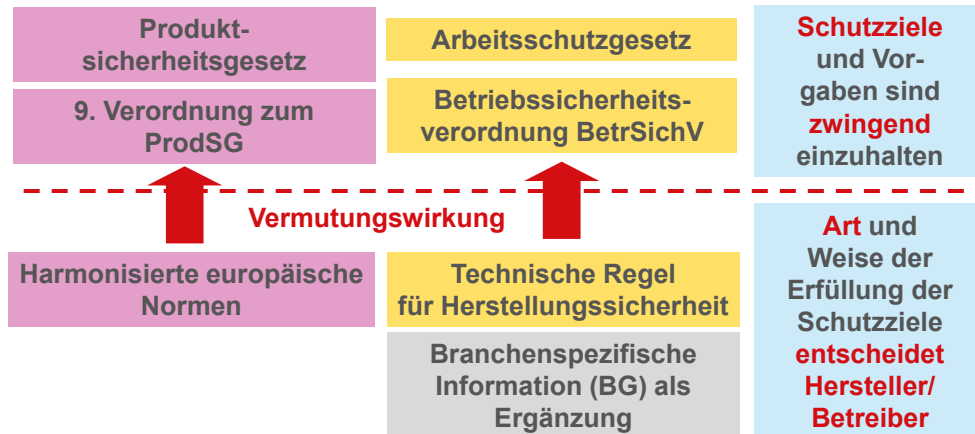 Produkt-
sicherheitsgesetz
9. Verordnung zum
ProdSG
Arbeitsschutzgesetz
Betriebssicherheits-
verordnung BetrSichV
Schutzziele
und Vor-
gaben sind
zwingend
einzuhalten
Vermutungswirkung
Harmonisierte europäische
Normen
Technische Regel
für Herstellungssicherheit
Branchenspezifische
Information (BG) als
Ergänzung
Art und
Weise der
Erfüllung der
Schutzziele
entscheidet
Hersteller/
Betreiber